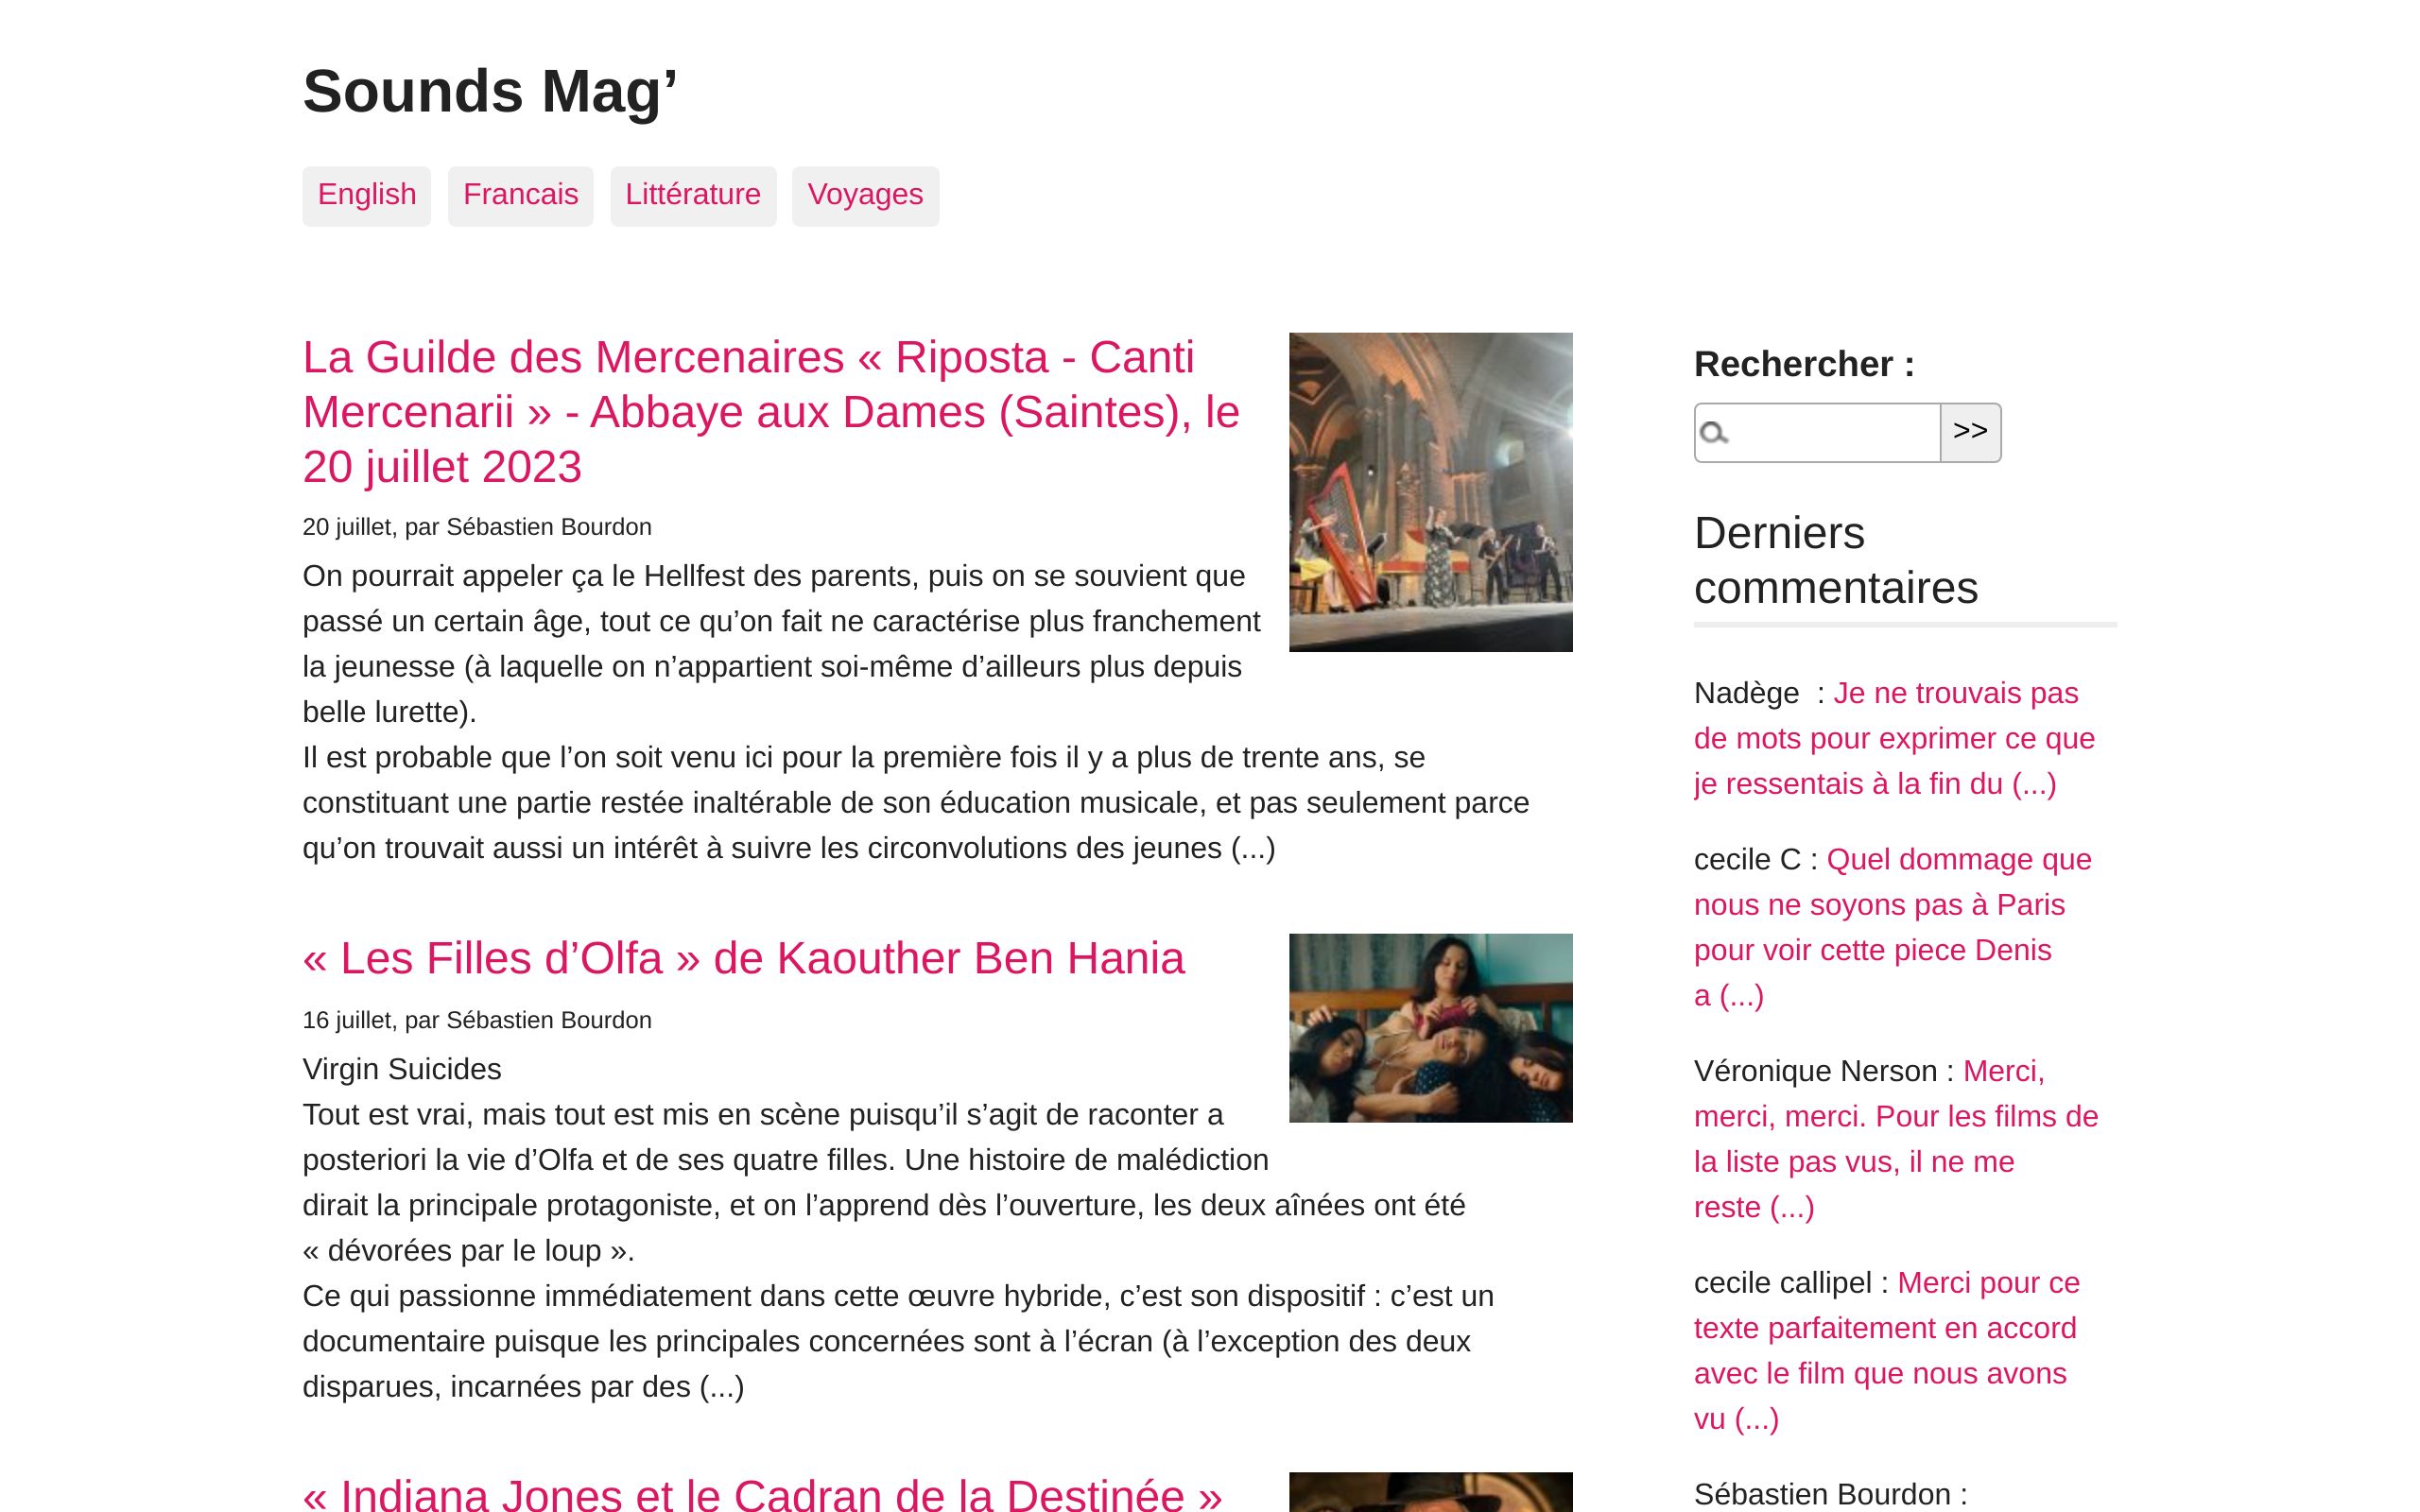 Sounds Mag’
English
Francais
Littérature
Voyages
La Guilde des Mercenaires « Riposta - Canti
Mercenarii » - Abbaye aux Dames (Saintes), le
20 juillet 2023
20 juillet, par Sébastien Bourdon
On pourrait appeler ça le Hellfest des parents, puis on se souvient que
passé un certain âge, tout ce qu’on fait ne caractérise plus franchement
la jeunesse (à laquelle on n’appartient soi-même d’ailleurs plus depuis
belle lurette).
Il est probable que l’on soit venu ici pour la première fois il y a plus de trente ans, se
constituant une partie restée inaltérable de son éducation musicale, et pas seulement parce
qu’on trouvait aussi un intérêt à suivre les circonvolutions des jeunes (...)
« Les Filles d’Olfa » de Kaouther Ben Hania
16 juillet, par Sébastien Bourdon
Virgin Suicides
Tout est vrai, mais tout est mis en scène puisqu’il s’agit de raconter a
posteriori la vie d’Olfa et de ses quatre filles. Une histoire de malédiction
dirait la principale protagoniste, et on l’apprend dès l’ouverture, les deux aînées ont été
« dévorées par le loup ».
Ce qui passionne immédiatement dans cette œuvre hybride, c’est son dispositif : c’est un
documentaire puisque les principales concernées sont à l’écran (à l’exception des deux
disparues, incarnées par des (...)
« Indiana Jones et le Cadran de la Destinée »
Rechercher :
>>
Derniers
commentaires
Nadège  : Je ne trouvais pas
de mots pour exprimer ce que
je ressentais à la fin du (...)
cecile C : Quel dommage que
nous ne soyons pas à Paris
pour voir cette piece Denis
a (...)
Véronique Nerson : Merci,
merci, merci. Pour les films de
la liste pas vus, il ne me
reste (...)
cecile callipel : Merci pour ce
texte parfaitement en accord
avec le film que nous avons
vu (...)
Sébastien Bourdon :